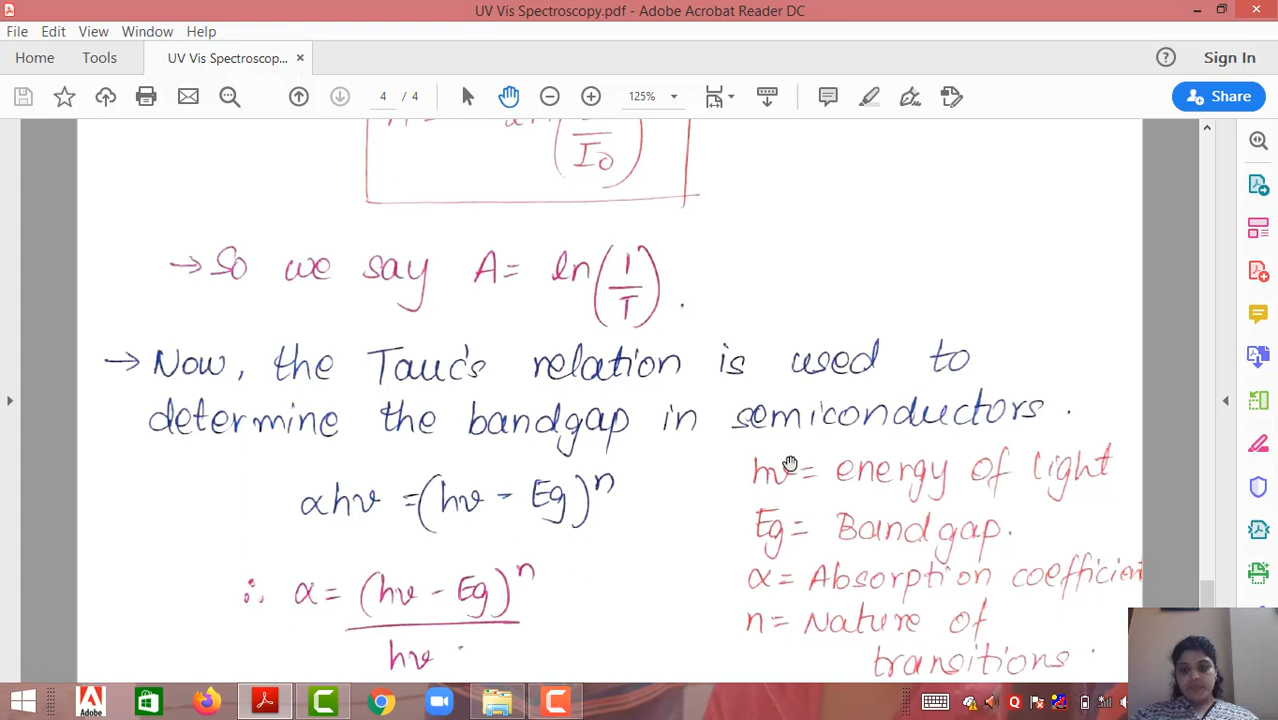 UV Vis Spectroscopy.pdf - Adobe Acrobat Reader DC
File Edit View Window Help
Home Tools UV Vis Spectroscop... × ? Sign In
4 / 4 125% Share
I0
→ So we say A = ln(1/T).
→ Now, the Tauc's relation is used to
determine the bandgap in semiconductors.
αhν = (hν - Eg)^n
∴ α = (hν - Eg)^n
hν
hν = energy of light
Eg = Bandgap.
α = Absorption coefficient
n = Nature of
transitions.
Adobe